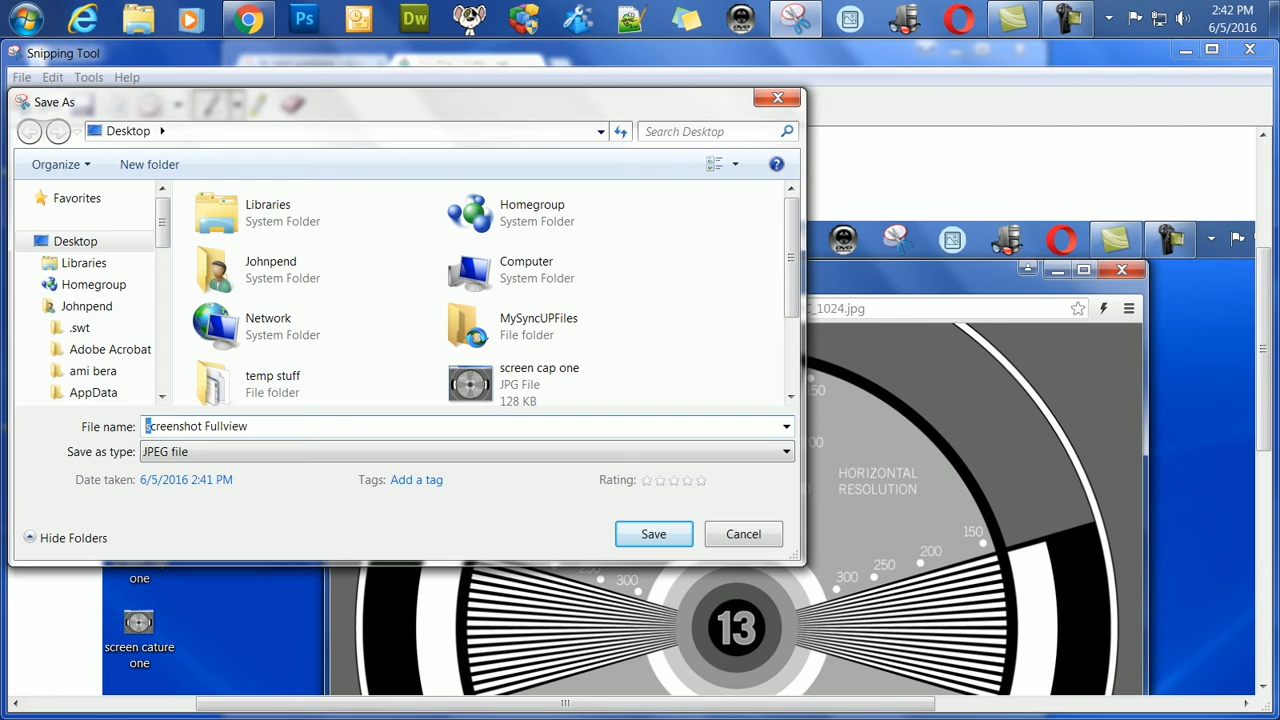 Ps
Dw
DVD
2:42 PM
6/5/2016
Snipping Tool
File Edit Tools Help
Save As
Desktop
Search Desktop
Organize
New folder
Favorites
Desktop
Libraries
Homegroup
Johnpend
.swt
Adobe Acrobat
ami bera
AppData
Libraries
System Folder
Homegroup
System Folder
Johnpend
System Folder
Computer
System Folder
Network
System Folder
MySyncUPFiles
File folder
temp stuff
File folder
screen cap one
JPG File
128 KB
File name: screenshot Fullview
Save as type: JPEG file
Date taken: 6/5/2016 2:41 PM
Tags: Add a tag
Rating:
Hide Folders
Save
Cancel
DVD
_1024.jpg
HORIZONTAL
RESOLUTION
150
200
250
300
300
13
one
screen cature
one